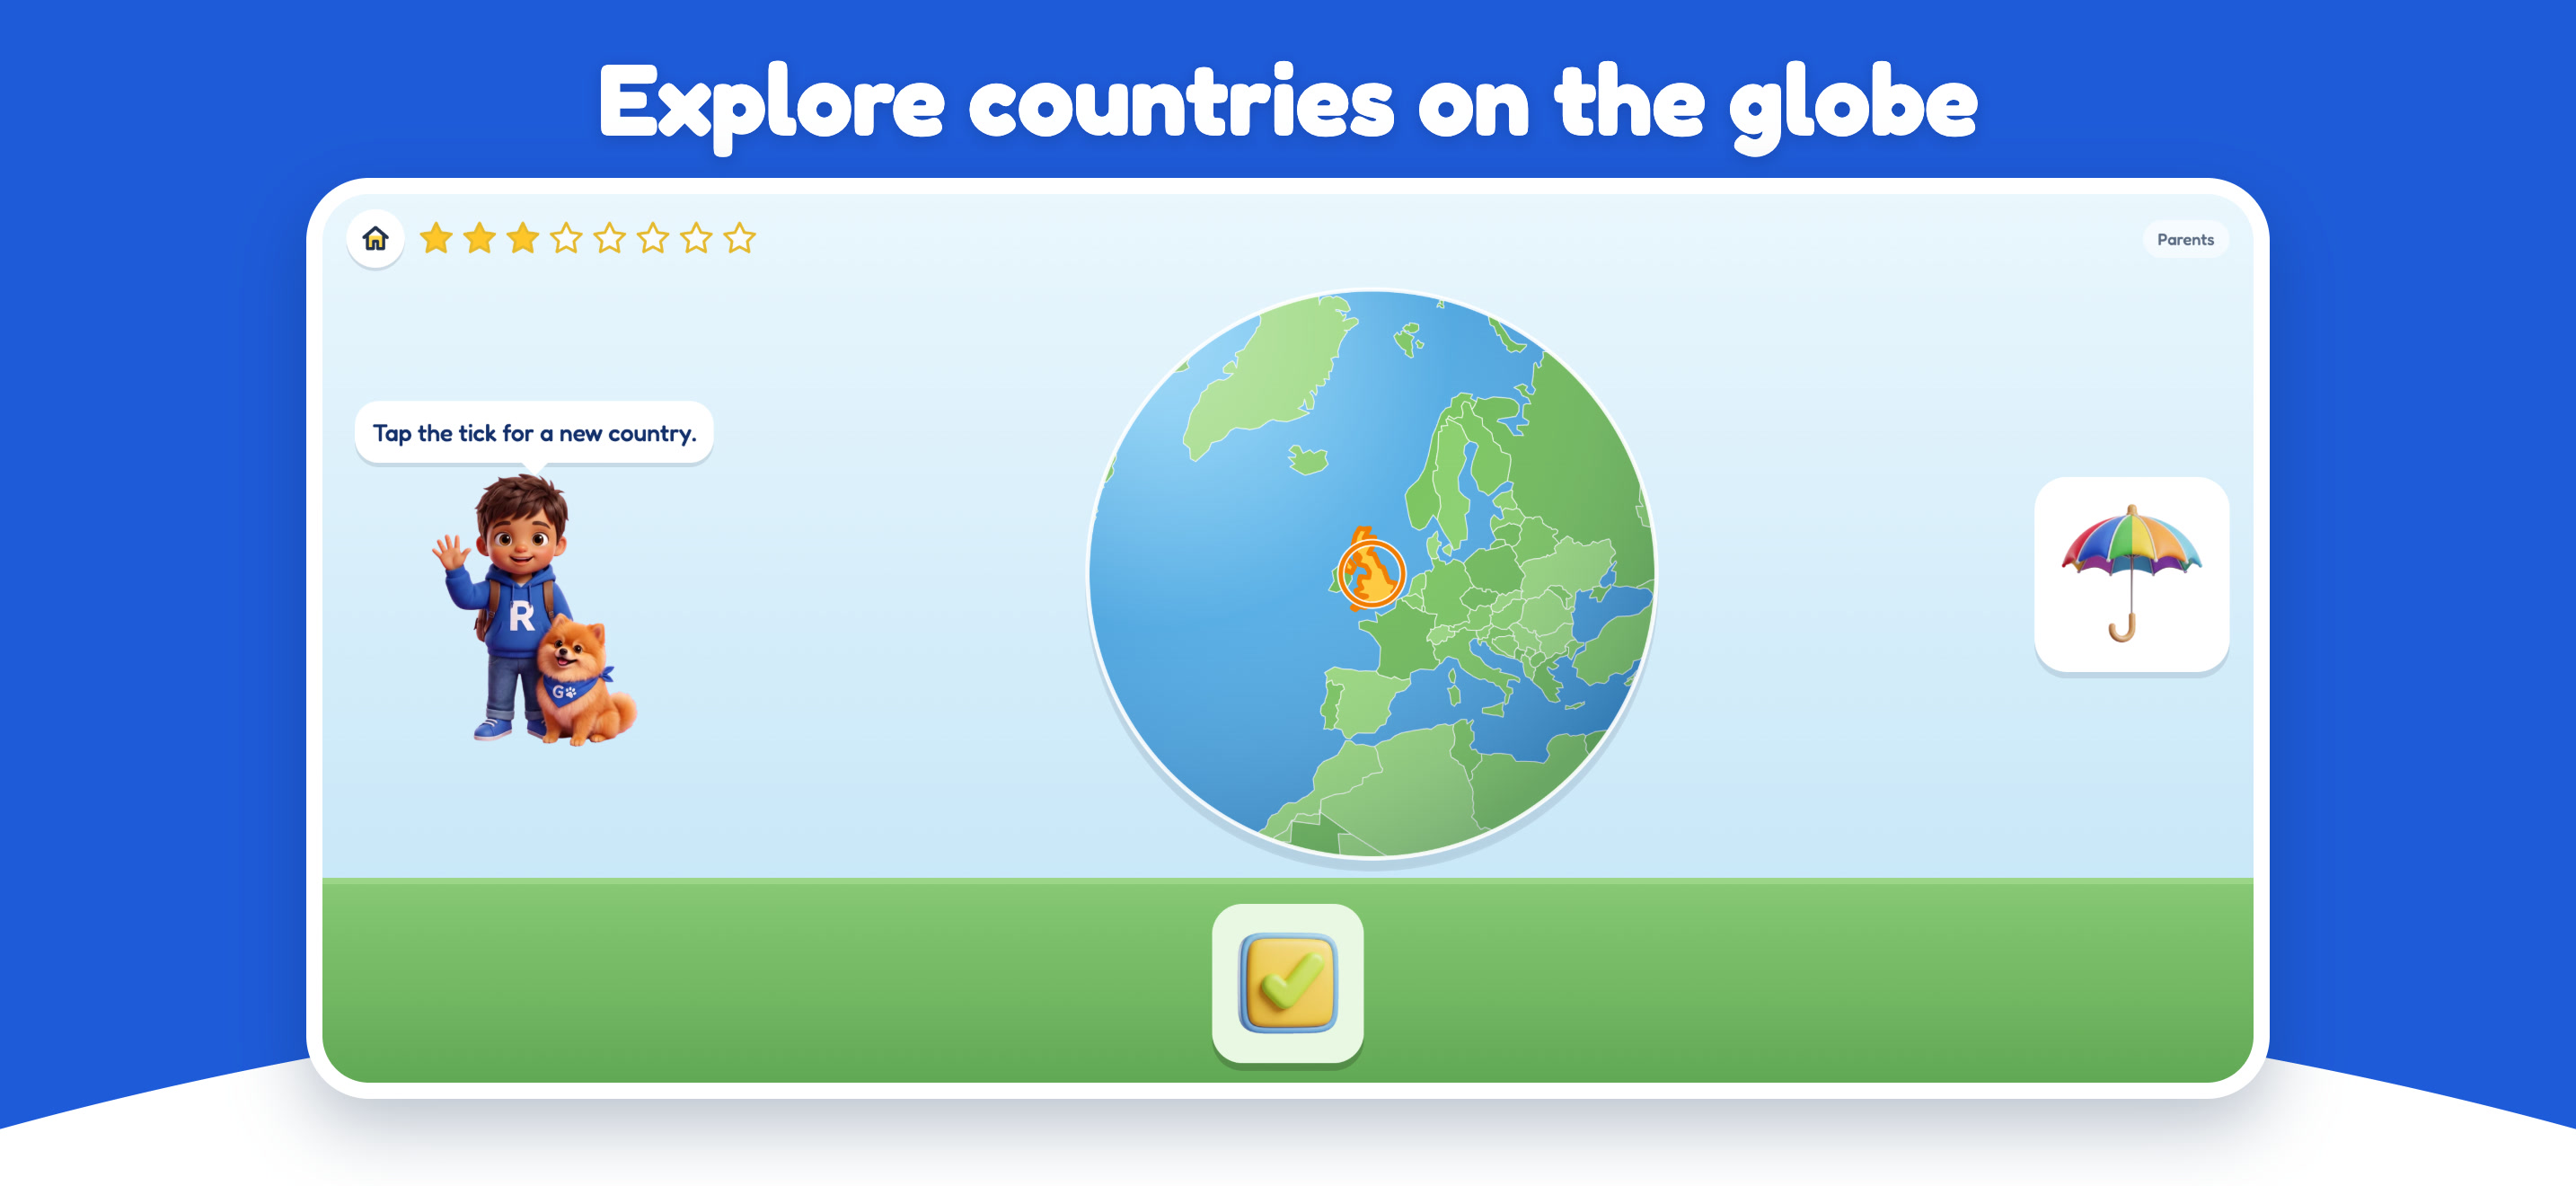 Explore countries on the globe
Parents
Tap the tick for a new country.
R
G